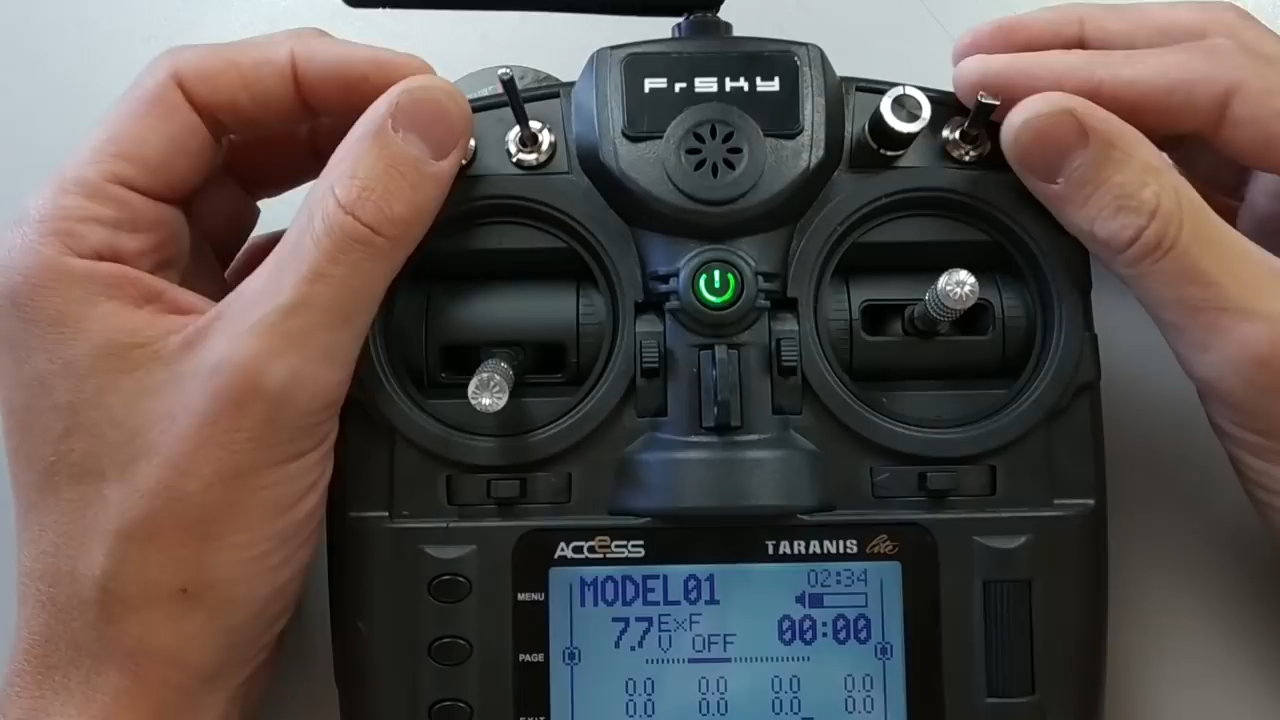 FrSKY
ACCeSS TARANIS lite
MENU
PAGE
MODEL01 02:34
7.7V ExF OFF 00:00
0.0 0.0 0.0 0.0
0.0 0.0 0.0 0.0